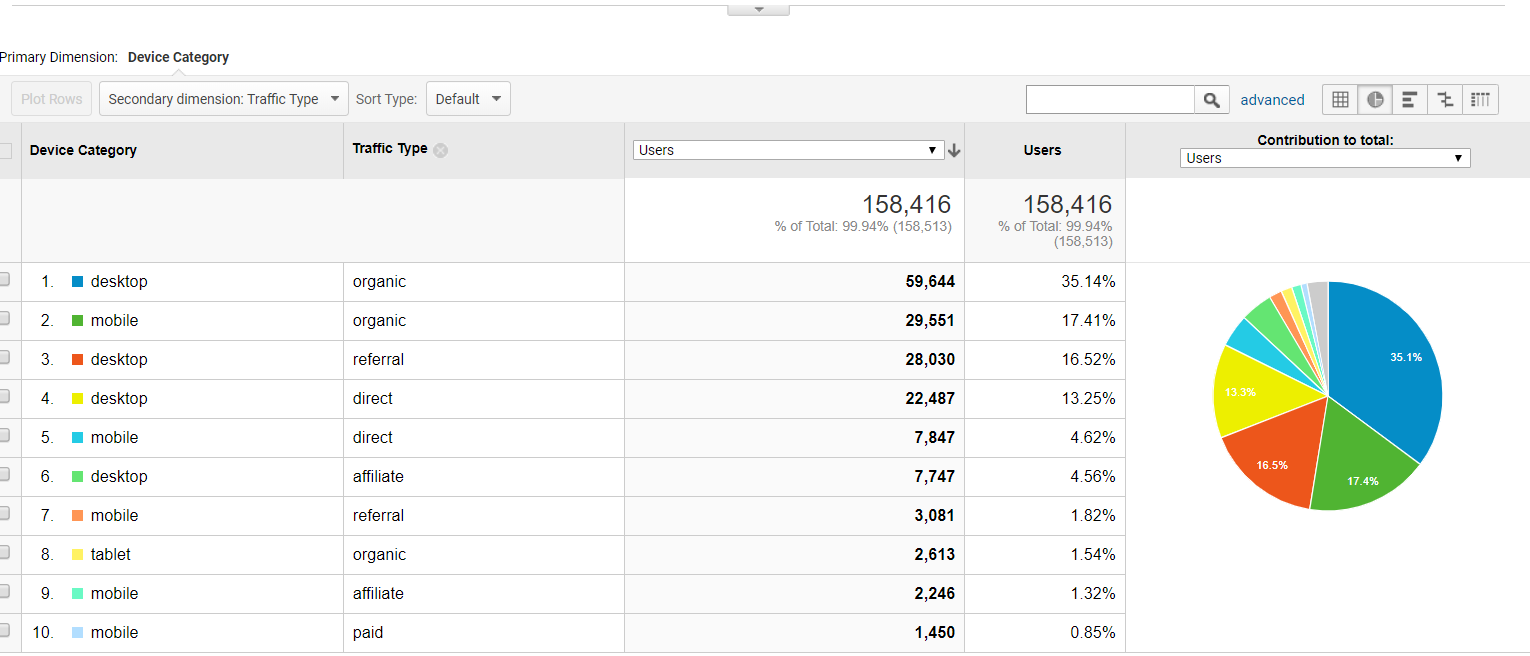 Primary Dimension: Device Category
Plot Rows Secondary dimension: Traffic Type Sort Type: Default advanced
Device Category Traffic Type Users Users Contribution to total:
Users
158,416 158,416
% of Total: 99.94% (158,513) % of Total: 99.94%
(158,513)
1. desktop organic 59,644 35.14%
2. mobile organic 29,551 17.41%
3. desktop referral 28,030 16.52%
4. desktop direct 22,487 13.25%
5. mobile direct 7,847 4.62%
6. desktop affiliate 7,747 4.56%
7. mobile referral 3,081 1.82%
8. tablet organic 2,613 1.54%
9. mobile affiliate 2,246 1.32%
10. mobile paid 1,450 0.85%
35.1%
13.3%
16.5%
17.4%